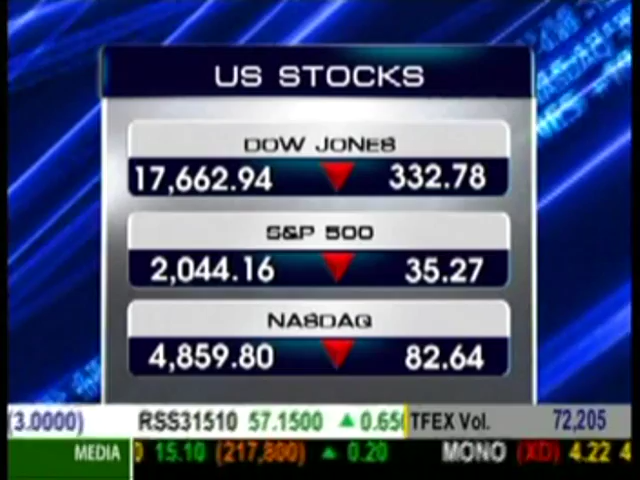 US STOCKS
DOW JONES
17,662.94 332.78
S&P 500
2,044.16 35.27
NASDAQ
4,859.80 82.64
(3.0000) RSS31510 57.1500 ▲ 0.65 TFEX Vol. 72,205
MEDIA 15.10 (217,800) ▲ 0.20 MONO (XD) 4.22 4